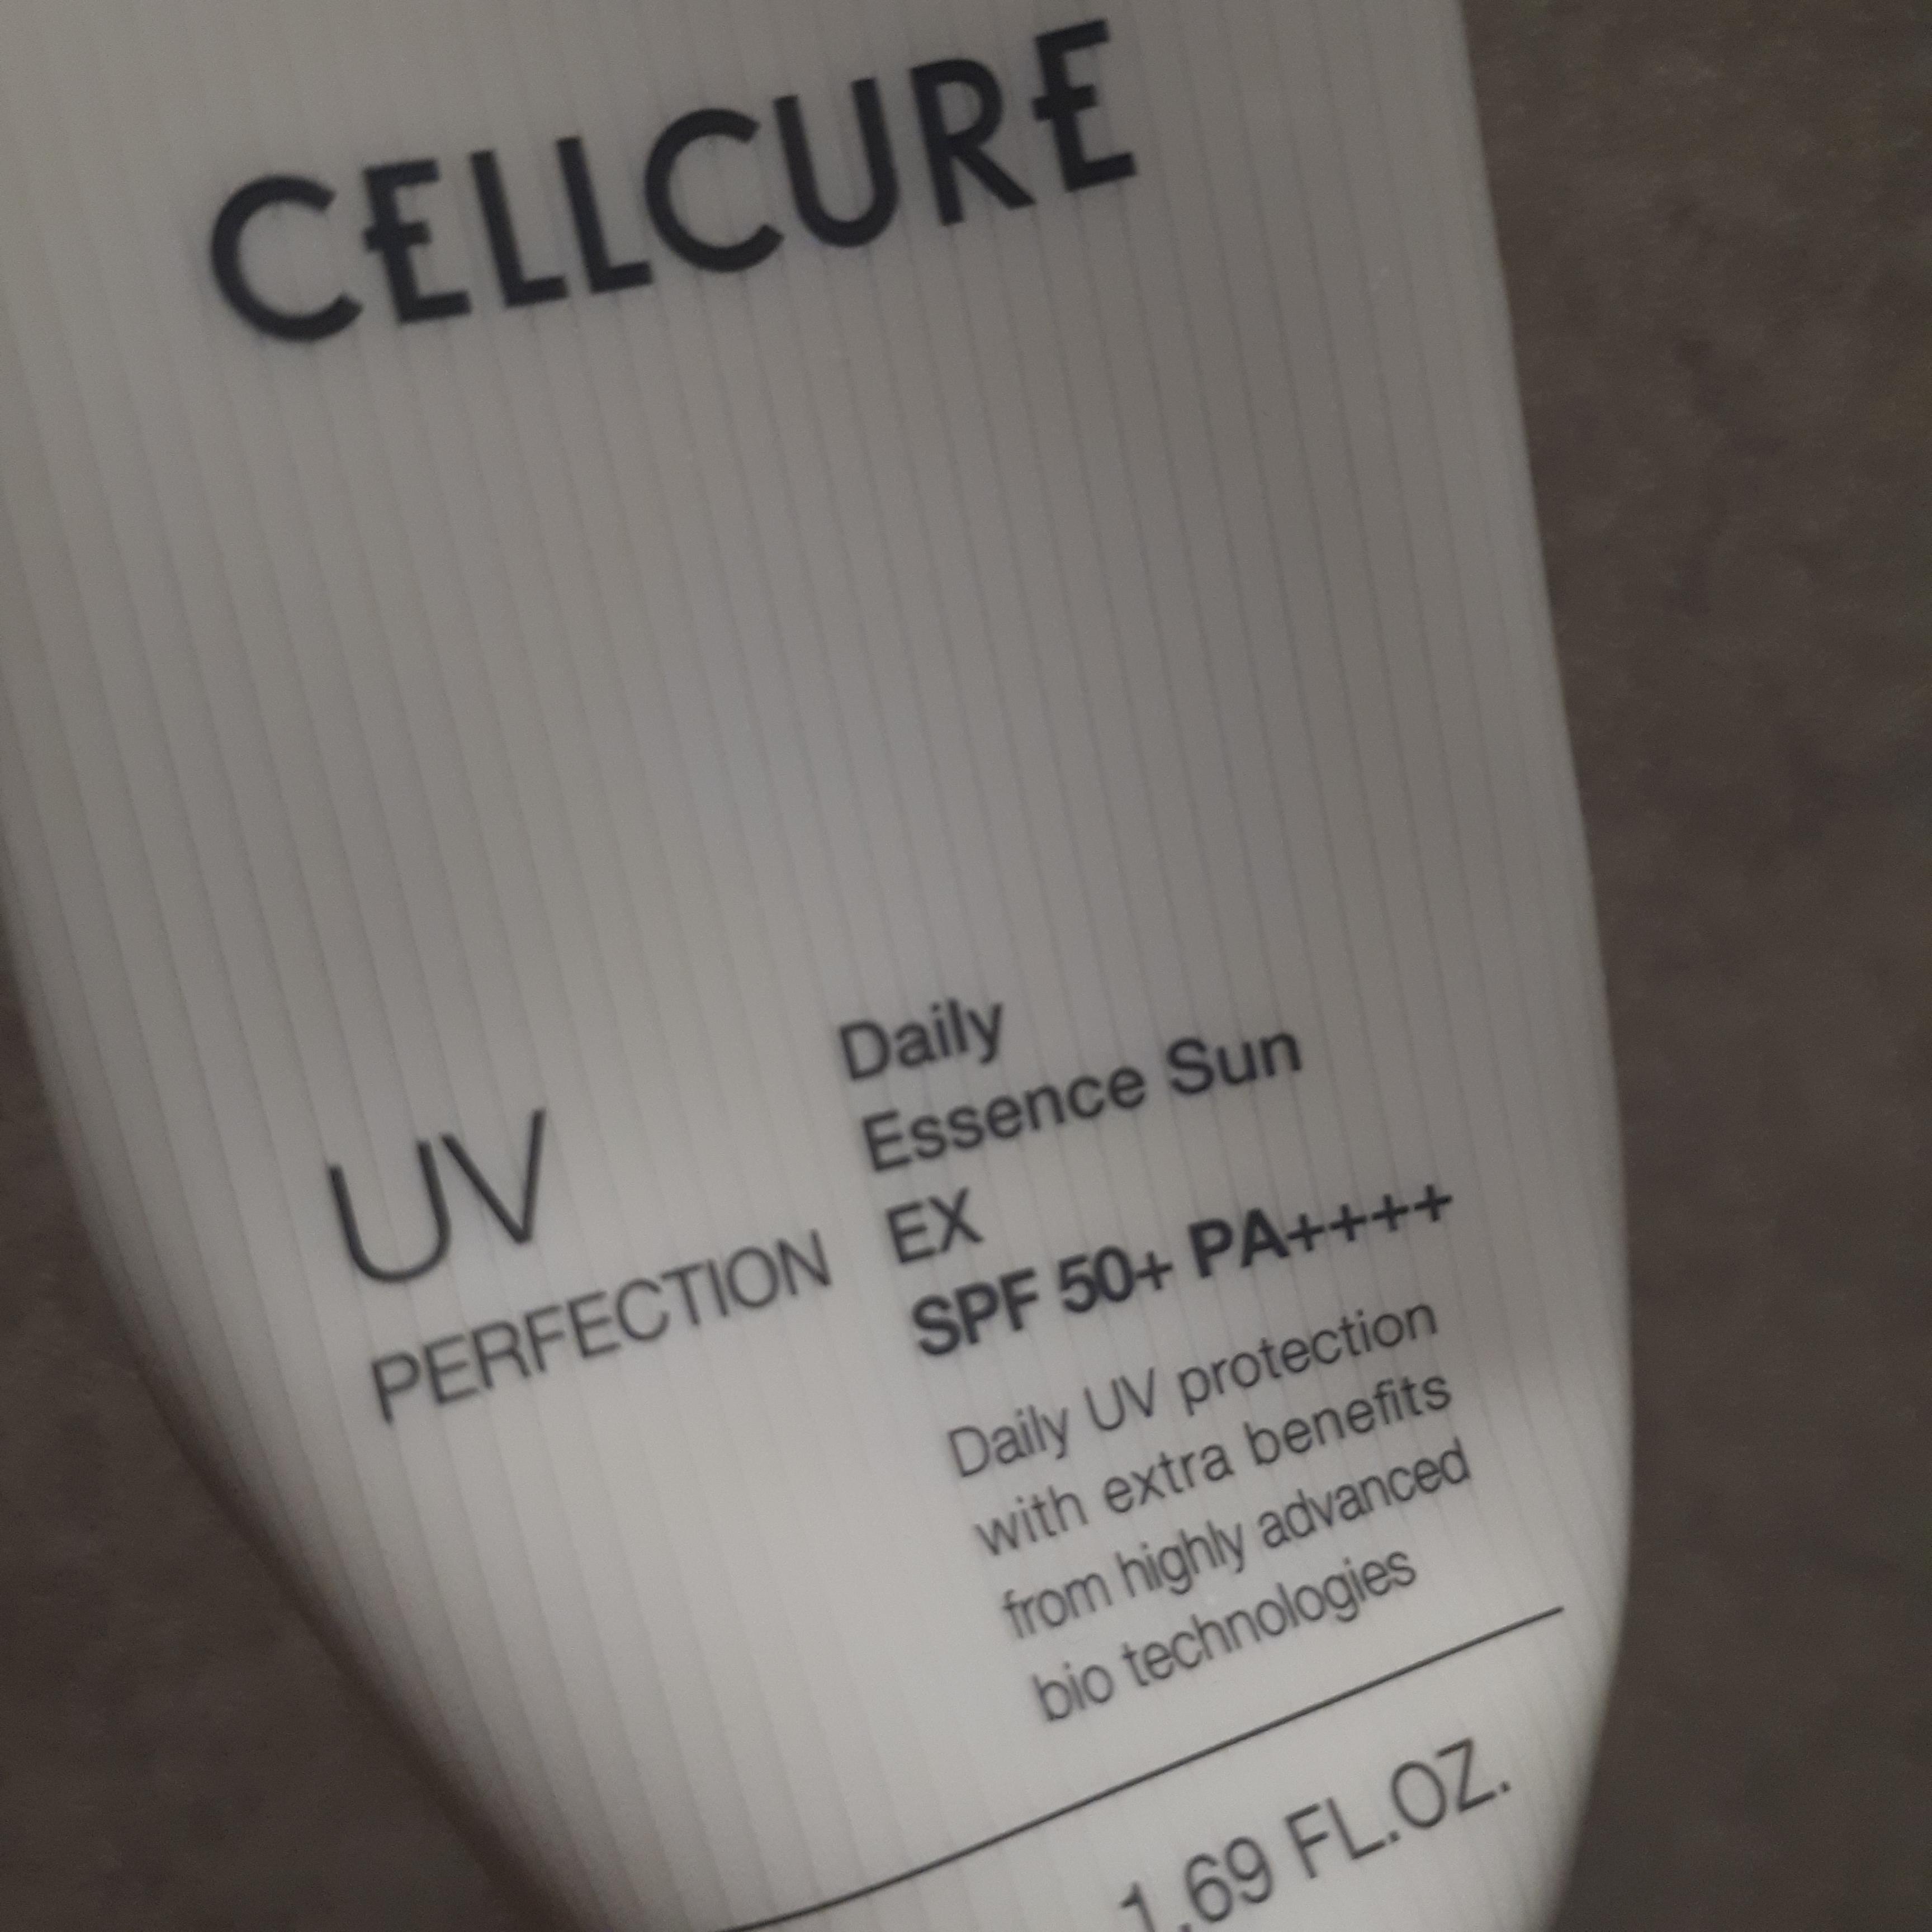 CELLCURE
UV
PERFECTION
Daily
Essence Sun
EX
SPF 50+ PA++++
Daily UV protection
with extra benefits
from highly advanced
bio technologies
1.69 FL.OZ.